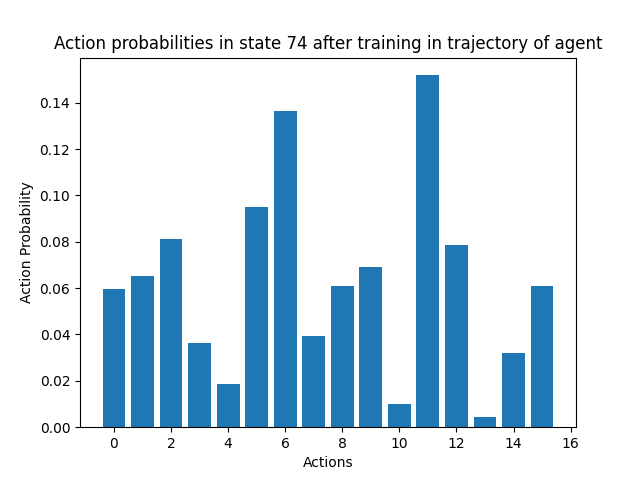 Action probabilities in state 74 after training in trajectory of agent
0.14
0.12
0.10
0.08
0.06
0.04
0.02
0.00
Action Probability
0 2 4 6 8 10 12 14 16
Actions